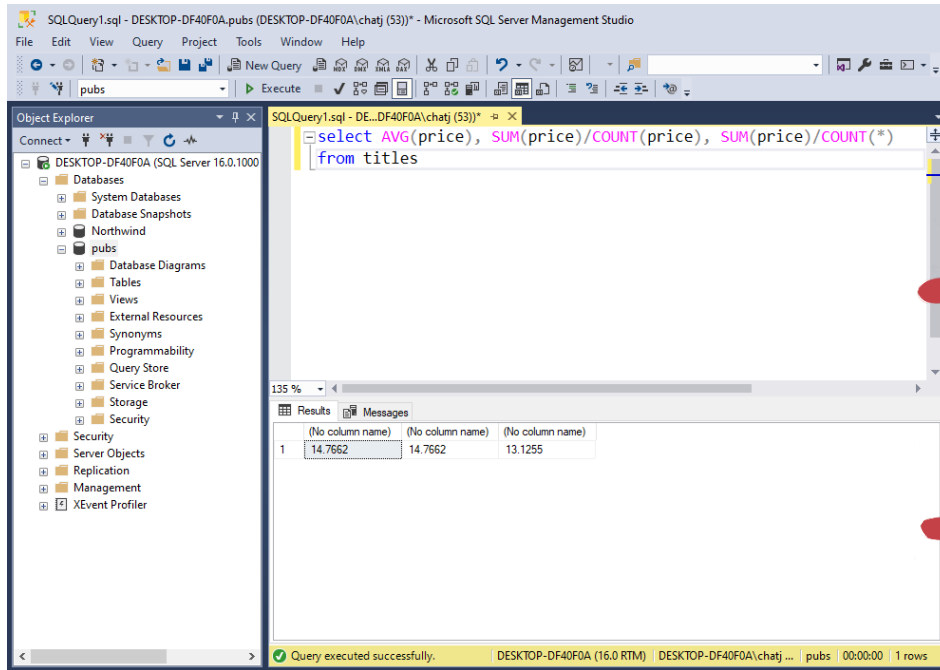 SQLQuery1.sql - DESKTOP-DF40F0A.pubs (DESKTOP-DF40F0A\chatj (53))* - Microsoft SQL Server Management Studio
File Edit View Query Project Tools Window Help
New Query MDX DMX XMLA DAX
pubs Execute
Object Explorer
Connect
DESKTOP-DF40F0A (SQL Server 16.0.1000
Databases
System Databases
Database Snapshots
Northwind
pubs
Database Diagrams
Tables
Views
External Resources
Synonyms
Programmability
Query Store
Service Broker
Storage
Security
Security
Server Objects
Replication
Management
XEvent Profiler
SQLQuery1.sql - DE...DF40F0A\chatj (53))*
select AVG(price), SUM(price)/COUNT(price), SUM(price)/COUNT(*)
from titles
135 %
Results Messages
(No column name) (No column name) (No column name)
1 14.7662 14.7662 13.1255
Query executed successfully. DESKTOP-DF40F0A (16.0 RTM) DESKTOP-DF40F0A\chatj ... pubs 00:00:00 1 rows